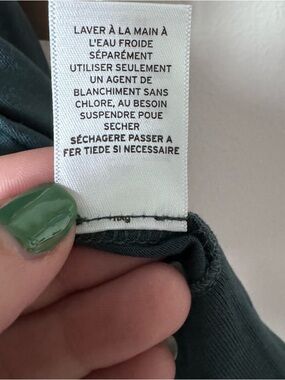 LAVER À LA MAIN À
L'EAU FROIDE
SÉPARÉMENT
UTILISER SEULEMENT
UN AGENT DE
BLANCHIMENT SANS
CHLORE, AU BESOIN
SUSPENDRE POUE
SECHER
SÉCHAGERE PASSER A
FER TIEDE SI NECESSAIRE